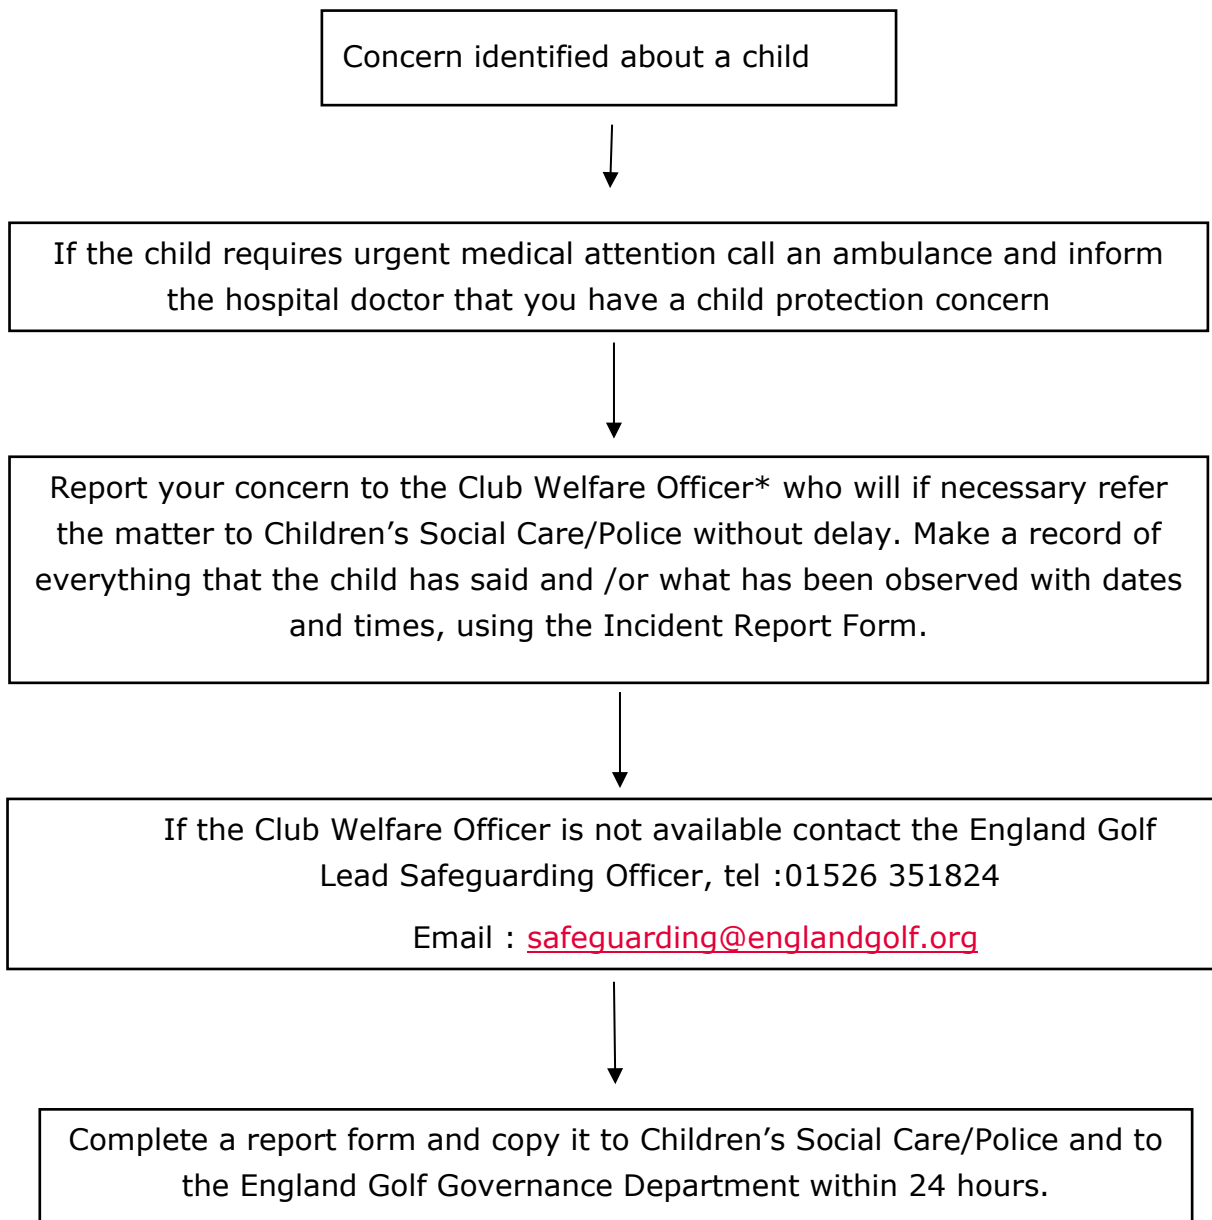 Concern identified about a child
If the child requires urgent medical attention call an ambulance and inform
the hospital doctor that you have a child protection concern
Report your concern to the Club Welfare Officer* who will if necessary refer
the matter to Children’s Social Care/Police without delay. Make a record of
everything that the child has said and /or what has been observed with dates
and times, using the Incident Report Form.
If the Club Welfare Officer is not available contact the England Golf
Lead Safeguarding Officer, tel :01526 351824
Email : safeguarding@englandgolf.org
Complete a report form and copy it to Children’s Social Care/Police and to
the England Golf Governance Department within 24 hours.